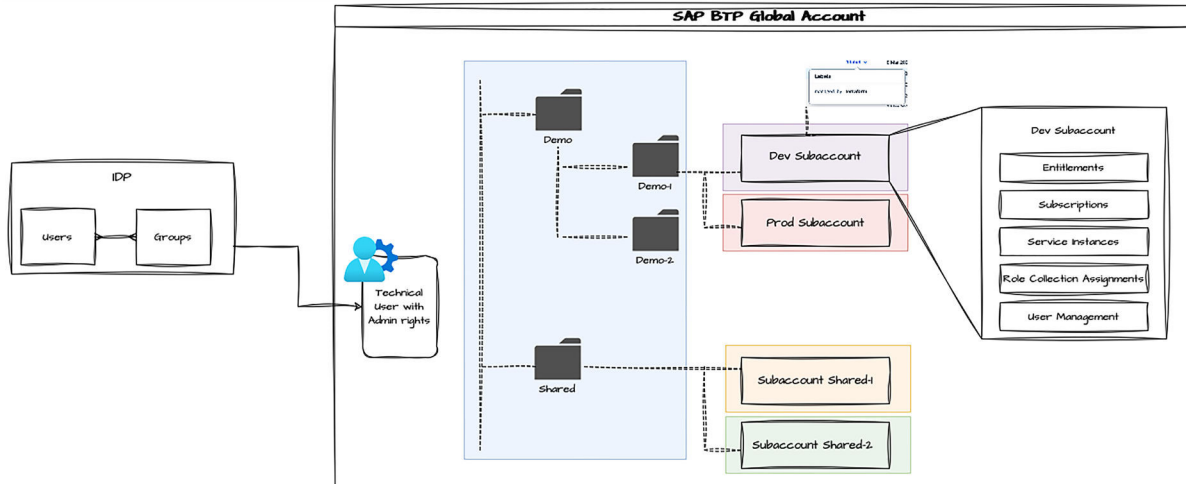 SAP BTP Global Account
Labels
Demo
Dev Subaccount
Dev Subaccount
Entitlements
IDP
Demo-1
Subscriptions
Users
Groups
Prod Subaccount
Service Instances
Demo-2
Role Collection Assignments
Technical
User with
Admin rights
User Management
Shared
Subaccount Shared-1
Subaccount Shared-2